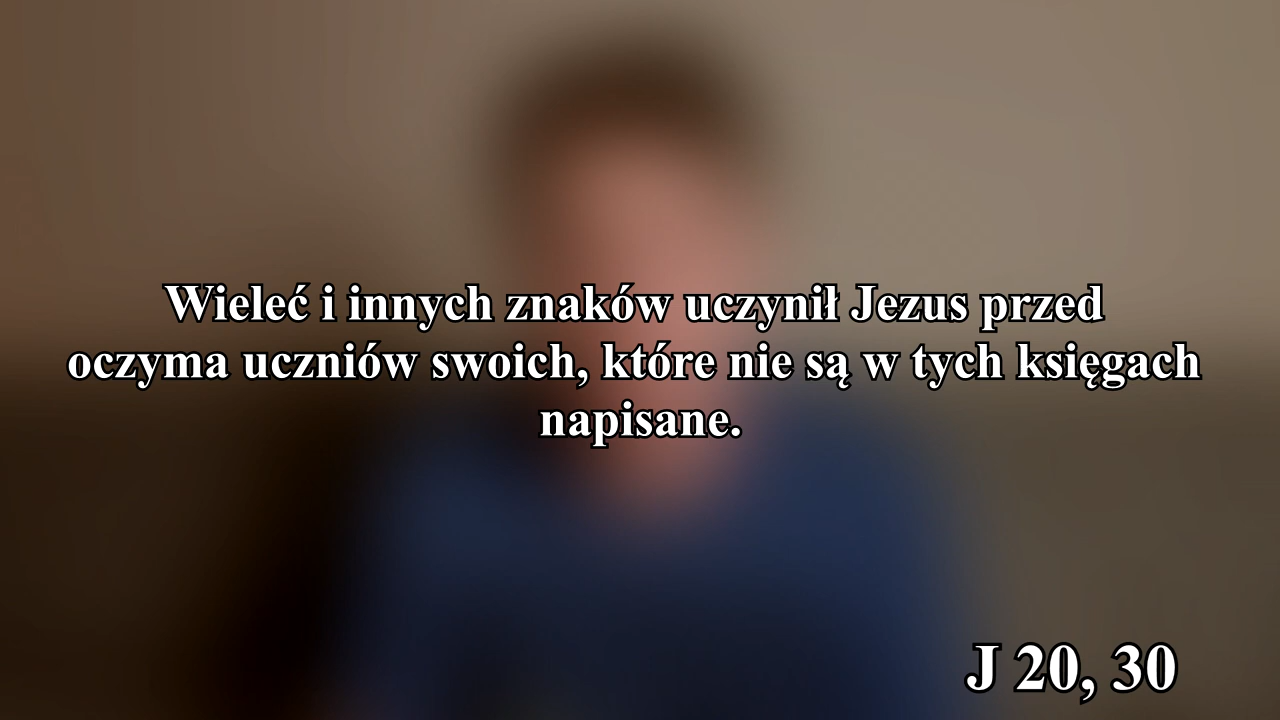 Wieleć i innych znaków uczynił Jezus przed
oczyma uczniów swoich, które nie są w tych księgach
napisane.
J 20, 30